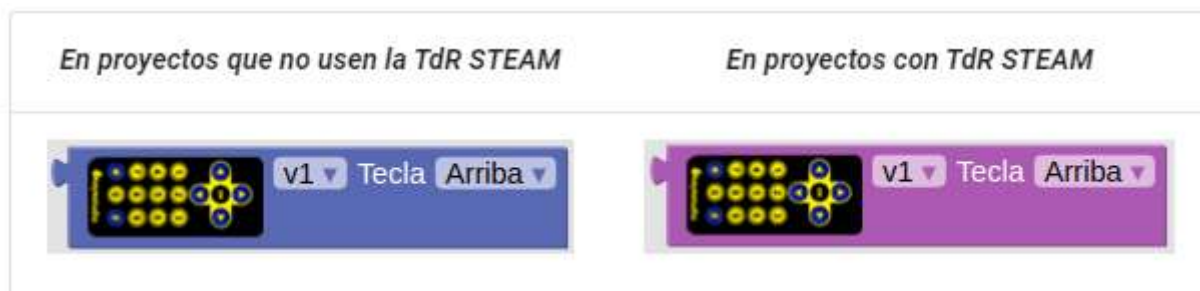 En proyectos que no usen la TdR STEAM
En proyectos con TdR STEAM
v1 Tecla Arriba
v1 Tecla Arriba